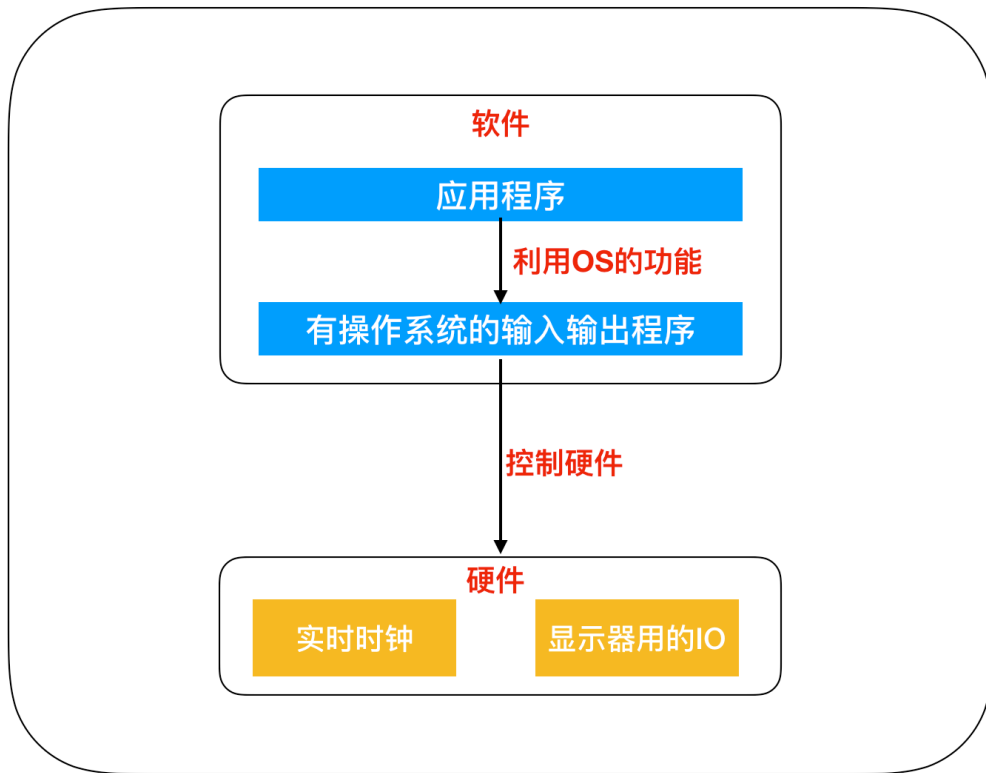 软件
应用程序
利用OS的功能
有操作系统的输入输出程序
控制硬件
硬件
实时时钟
显示器用的IO